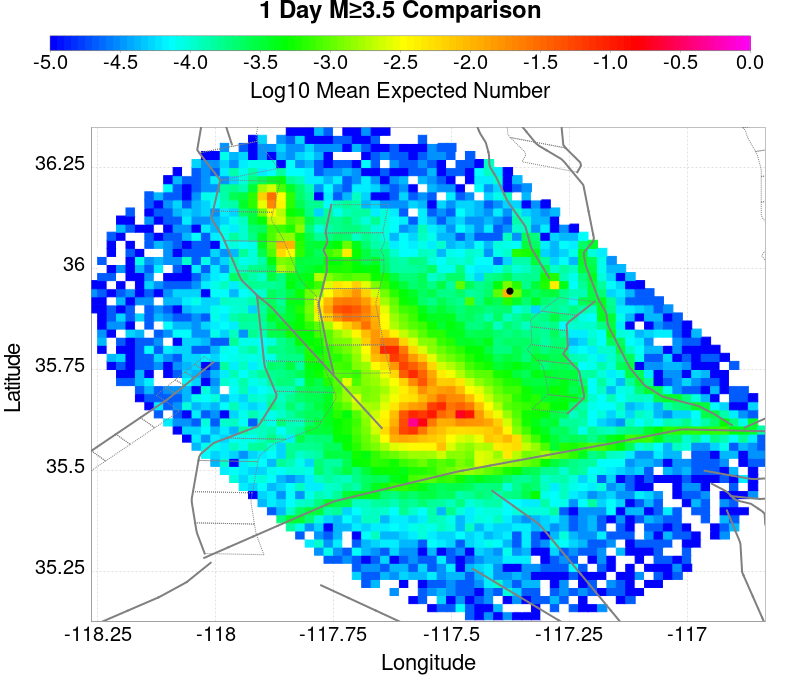 1 Day M≥3.5 Comparison
-5.0 -4.5 -4.0 -3.5 -3.0 -2.5 -2.0 -1.5 -1.0 -0.5 0.0
Log10 Mean Expected Number
36.25
36
35.75
35.5
35.25
Latitude
-118.25 -118 -117.75 -117.5 -117.25 -117
Longitude